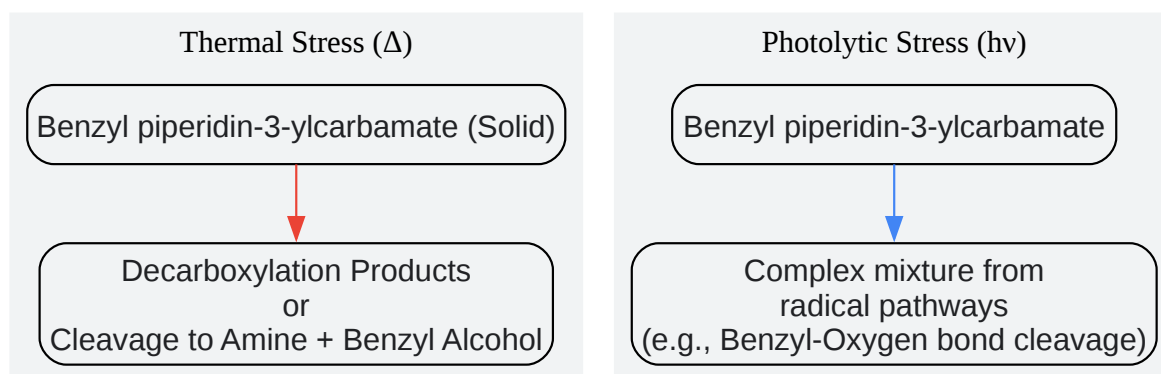 Thermal Stress (Δ)
Benzyl piperidin-3-ylcarbamate (Solid)
Decarboxylation Products
or
Cleavage to Amine + Benzyl Alcohol
Photolytic Stress (hν)
Benzyl piperidin-3-ylcarbamate
Complex mixture from
radical pathways
(e.g., Benzyl-Oxygen bond cleavage)